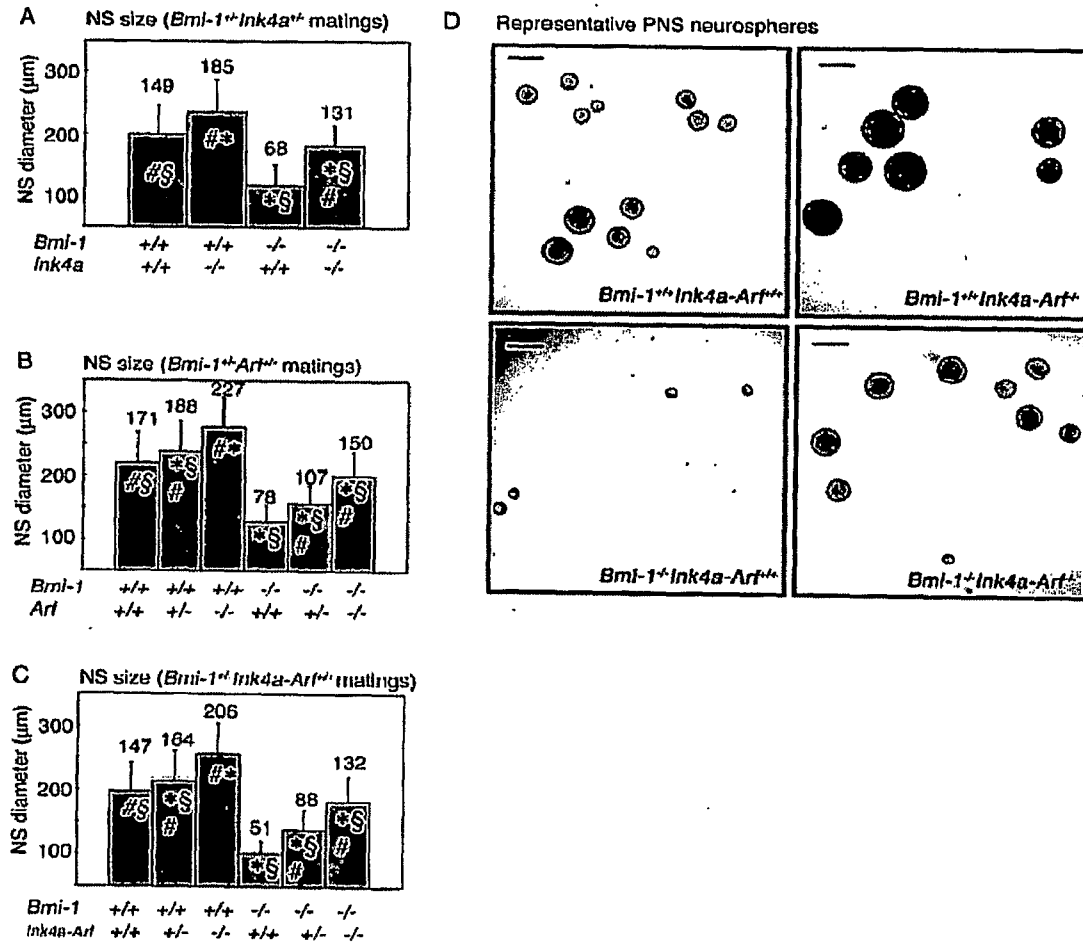 A
NS size (Bmi-1+/-Ink4a+/- matings)
NS diameter (μm)
300
200
100
149
185
68
131
#§
#*
*§
*§
#
Bmi-1 +/+ +/+ -/- -/-
Ink4a +/+ -/- +/+ -/-
B
NS size (Bmi-1+/-Arf+/- matings)
NS diameter (μm)
300
200
100
171
188
227
78
107
150
#§
*§
#
#*
*§
*§
#
*§
#
Bmi-1 +/+ +/+ +/+ -/- -/- -/-
Arf +/+ +/- -/- +/+ +/- -/-
C
NS size (Bmi-1+/-Ink4a-Arf+/- matings)
NS diameter (μm)
300
200
100
147
164
206
51
88
132
#§
*§
#
#*
*§
*§
#
*§
#
Bmi-1 +/+ +/+ +/+ -/- -/- -/-
Ink4a-Arf +/+ +/- -/- +/+ +/- -/-
D
Representative PNS neurospheres
Bmi-1+/+Ink4a-Arf+/+
Bmi-1+/+Ink4a-Arf-/-
Bmi-1-/-Ink4a-Arf+/+
Bmi-1-/-Ink4a-Arf-/-